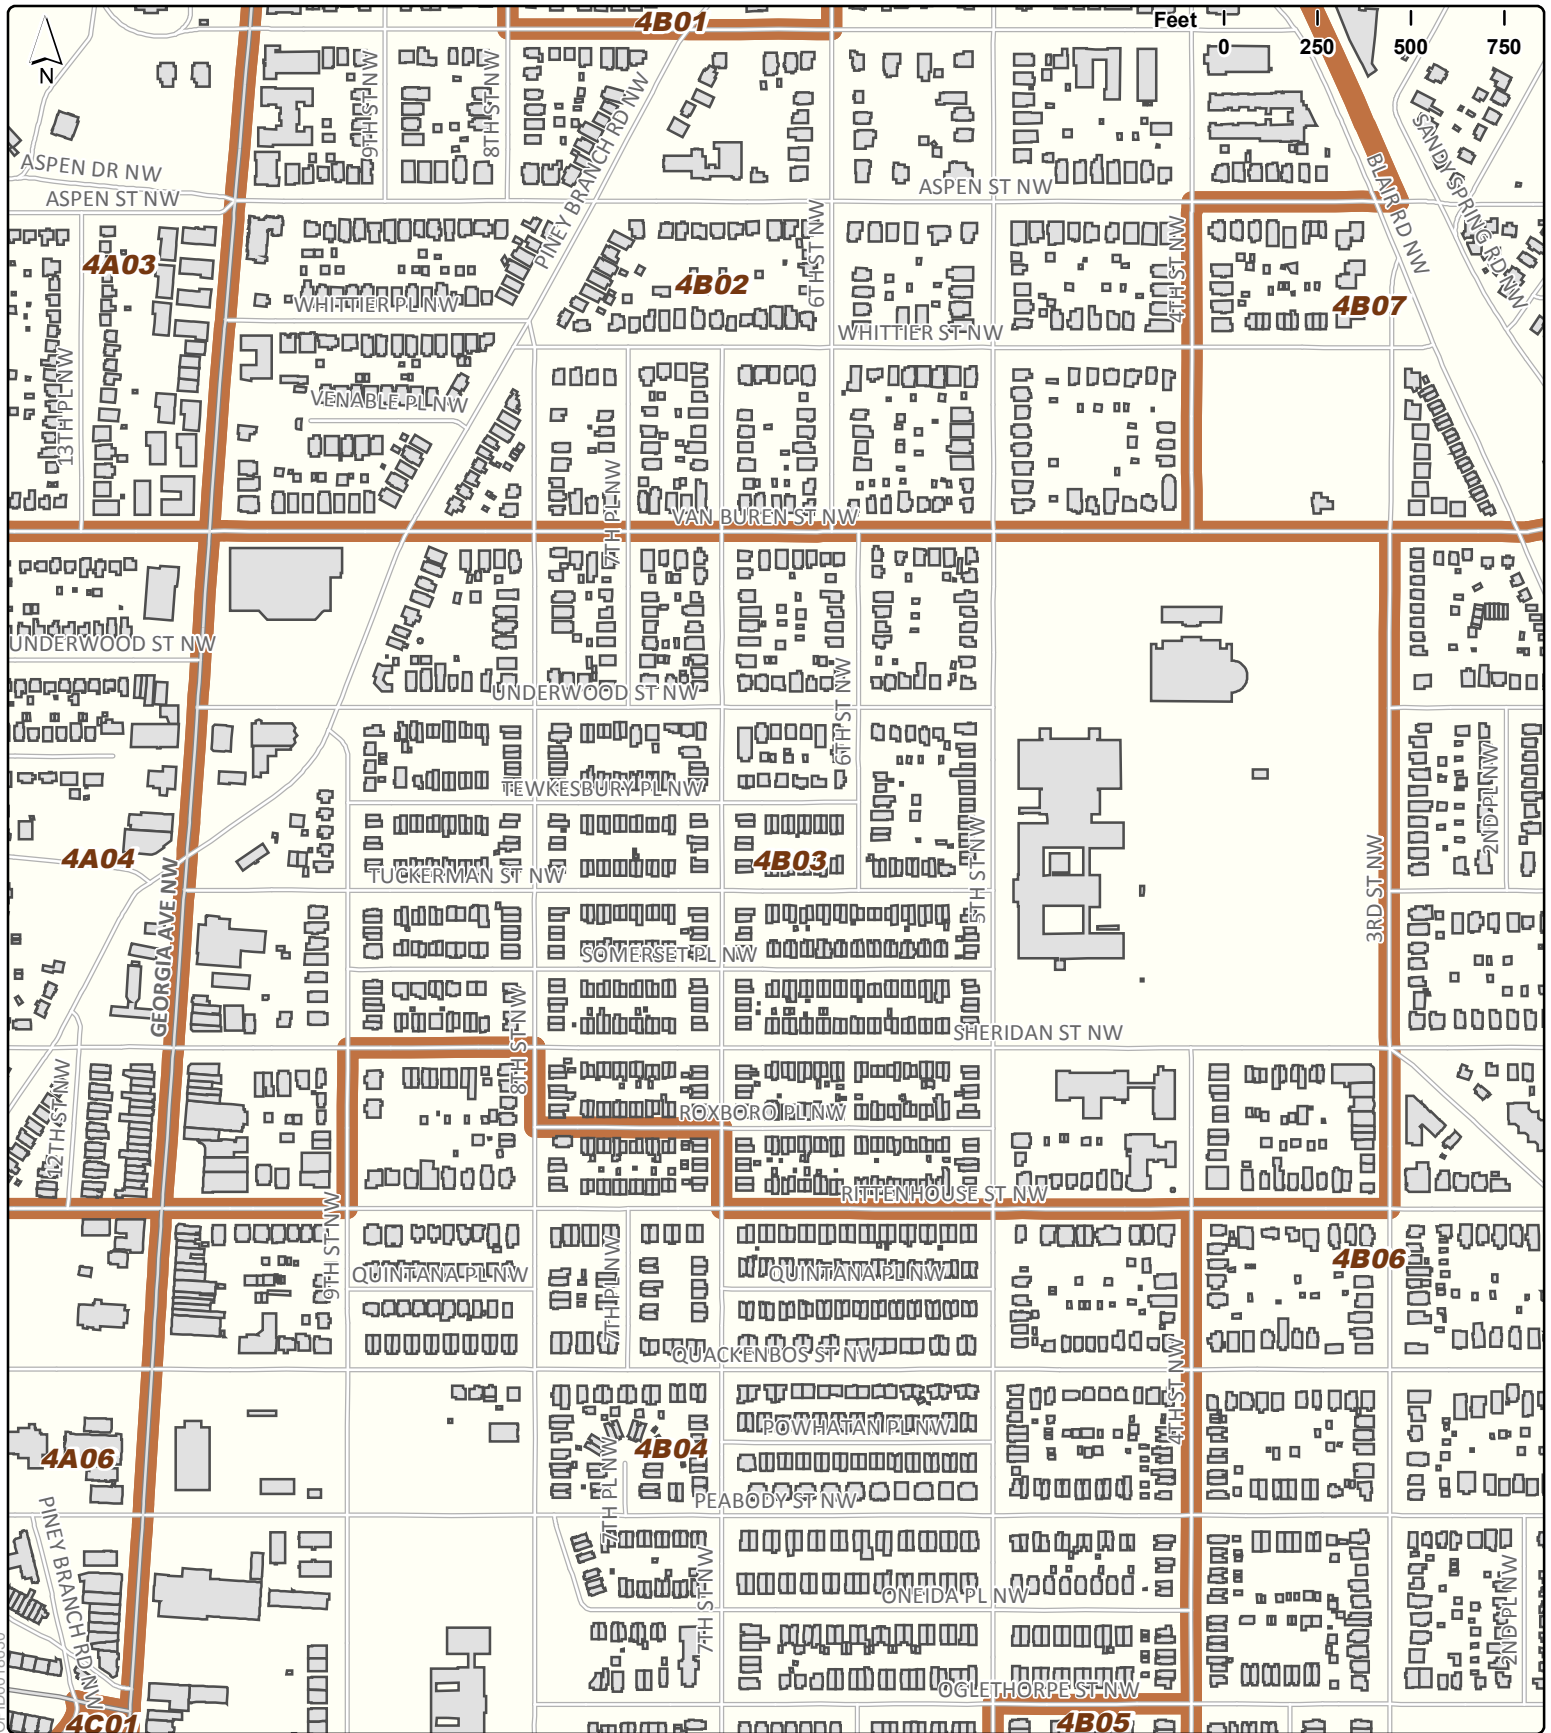 4B01
Feet
0
250
500
750
N
9TH ST NW
8TH ST NW
PINEY BRANCH RD NW
SANDY SPRING RD NW
BLAIR RD NW
ASPEN DR NW
ASPEN ST NW
ASPEN ST NW
6TH ST NW
4TH ST NW
4A03
4B02
4B07
WHITTIER PL NW
WHITTIER ST NW
13TH PL NW
VENABLE PL NW
7TH PL NW
VAN BUREN ST NW
7TH PL NW
UNDERWOOD ST NW
UNDERWOOD ST NW
6TH ST NW
TEWKESBURY PL NW
2ND PL NW
4A04
4B03
TUCKERMAN ST NW
5TH ST NW
3RD ST NW
GEORGIA AVE NW
SOMERSET PL NW
8TH ST NW
SHERIDAN ST NW
12TH ST NW
ROXBORO PL NW
RITTENHOUSE ST NW
9TH ST NW
7TH PL NW
QUINTANA PL NW
QUINTANA PL NW
4B06
QUACKENBOS ST NW
4TH ST NW
POWHATAN PL NW
4A06
4B04
7TH PL NW
PEABODY ST NW
PINEY BRANCH RD NW
7TH ST NW
ONEIDA PL NW
2ND PL NW
OGLETHORPE ST NW
4C01
4B05